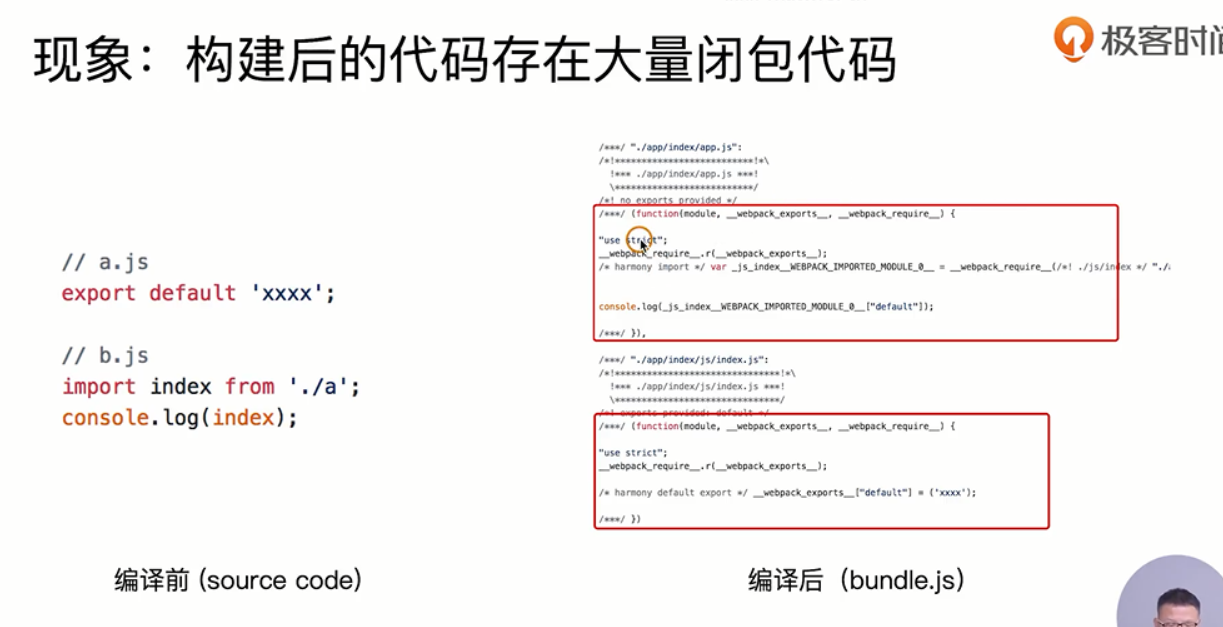 现象：构建后的代码存在大量闭包代码
极客时间
// a.js
export default 'xxxx';
// b.js
import index from './a';
console.log(index);
编译前 (source code)
/***/ "./app/index/app.js":
/*!**************************!*\
!*** ./app/index/app.js ***!
\**************************/
/*! no exports provided */
/***/ (function(module, __webpack_exports__, __webpack_require__) {
"use strict";
__webpack_require__.r(__webpack_exports__);
/* harmony import */ var _js_index__WEBPACK_IMPORTED_MODULE_0__ = __webpack_require__(/*! ./js/index */ "./
console.log(_js_index__WEBPACK_IMPORTED_MODULE_0__["default"]);
/***/ }),
/***/ "./app/index/js/index.js":
/*!*******************************!*\
!*** ./app/index/js/index.js ***!
\*******************************/
/*! exports provided: default */
/***/ (function(module, __webpack_exports__, __webpack_require__) {
"use strict";
__webpack_require__.r(__webpack_exports__);
/* harmony default export */ __webpack_exports__["default"] = ('xxxx');
/***/ })
编译后（bundle.js）